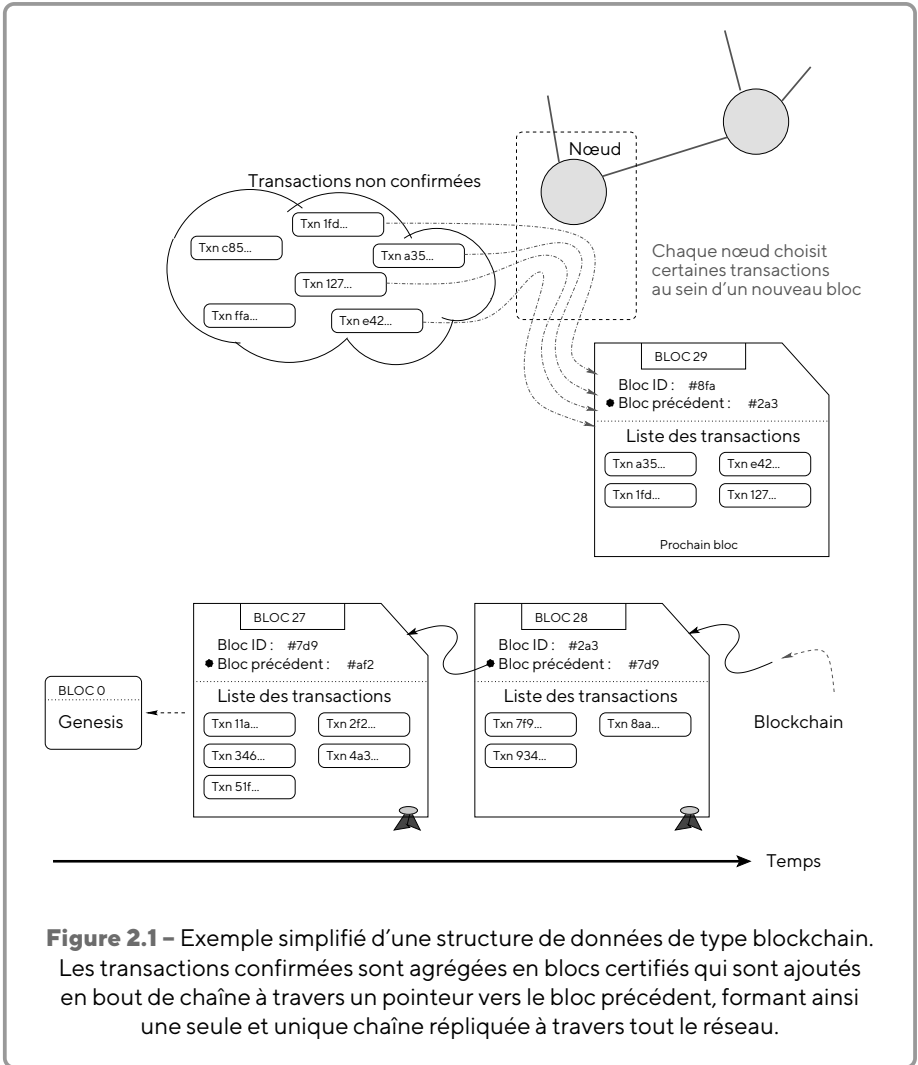 Nœud
Transactions non confirmées
Txn 1fd...
Txn c85...
Txn a35...
Txn 127...
Txn ffa...
Txn e42...
Chaque nœud choisit
certaines transactions
au sein d'un nouveau bloc
BLOC 29
Bloc ID : #8fa
Bloc précédent : #2a3
Liste des transactions
Txn a35... Txn e42...
Txn 1fd... Txn 127...
Prochain bloc
BLOC 27
Bloc ID : #7d9
Bloc précédent : #af2
Liste des transactions
Txn 11a... Txn 2f2...
Txn 346... Txn 4a3...
Txn 51f...
BLOC 28
Bloc ID : #2a3
Bloc précédent : #7d9
Liste des transactions
Txn 7f9... Txn 8aa...
Txn 934...
BLOC 0
Genesis
Blockchain
Temps
Figure 2.1 – Exemple simplifié d'une structure de données de type blockchain.
Les transactions confirmées sont agrégées en blocs certifiés qui sont ajoutés
en bout de chaîne à travers un pointeur vers le bloc précédent, formant ainsi
une seule et unique chaîne répliquée à travers tout le réseau.